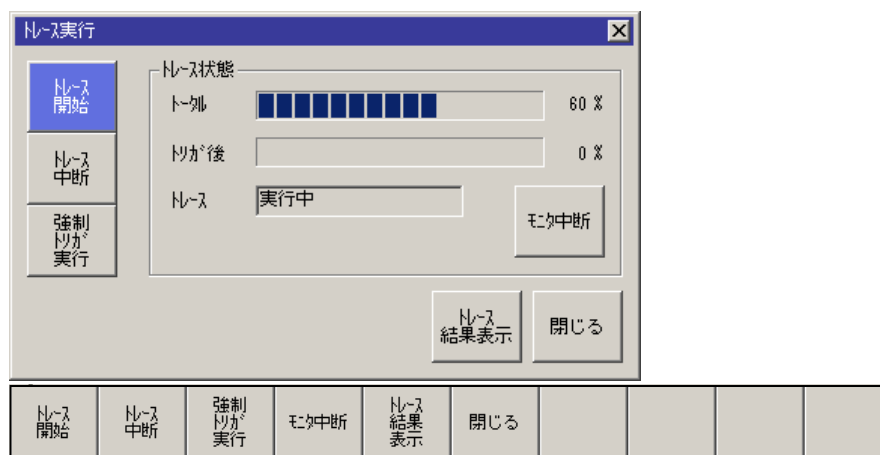 ﾄﾚｰｽ実行
ﾄﾚｰｽ
開始
ﾄﾚｰｽ
中断
強制
ﾄﾘｶﾞ
実行
ﾄﾚｰｽ状態
ﾄｰﾀﾙ
60 %
ﾄﾘｶﾞ後
0 %
ﾄﾚｰｽ
実行中
ﾓﾆﾀ中断
ﾄﾚｰｽ
結果表示
閉じる
ﾄﾚｰｽ
開始
ﾄﾚｰｽ
中断
強制
ﾄﾘｶﾞ
実行
ﾓﾆﾀ中断
ﾄﾚｰｽ
結果
表示
閉じる